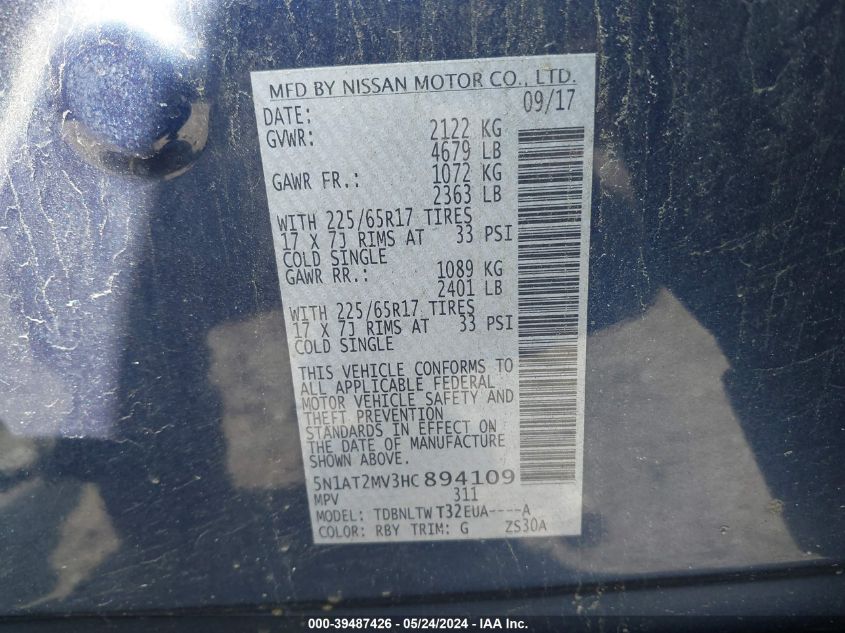 MFD BY NISSAN MOTOR CO., LTD.
DATE: 09/17
GVWR: 2122 KG
4679 LB
GAWR FR.: 1072 KG
2363 LB
WITH 225/65R17 TIRES
17 X 7J RIMS AT 33 PSI
COLD SINGLE
GAWR RR.: 1089 KG
2401 LB
WITH 225/65R17 TIRES
17 X 7J RIMS AT 33 PSI
COLD SINGLE
THIS VEHICLE CONFORMS TO
ALL APPLICABLE FEDERAL
MOTOR VEHICLE SAFETY AND
THEFT PREVENTION
STANDARDS IN EFFECT ON
THE DATE OF MANUFACTURE
SHOWN ABOVE.
5N1AT2MV3HC894109
MPV 311
MODEL: TDBNLTW T32EUA----A
COLOR: RBY TRIM: G ZS30A
000-39487426 - 05/24/2024 - © IAA, Inc.